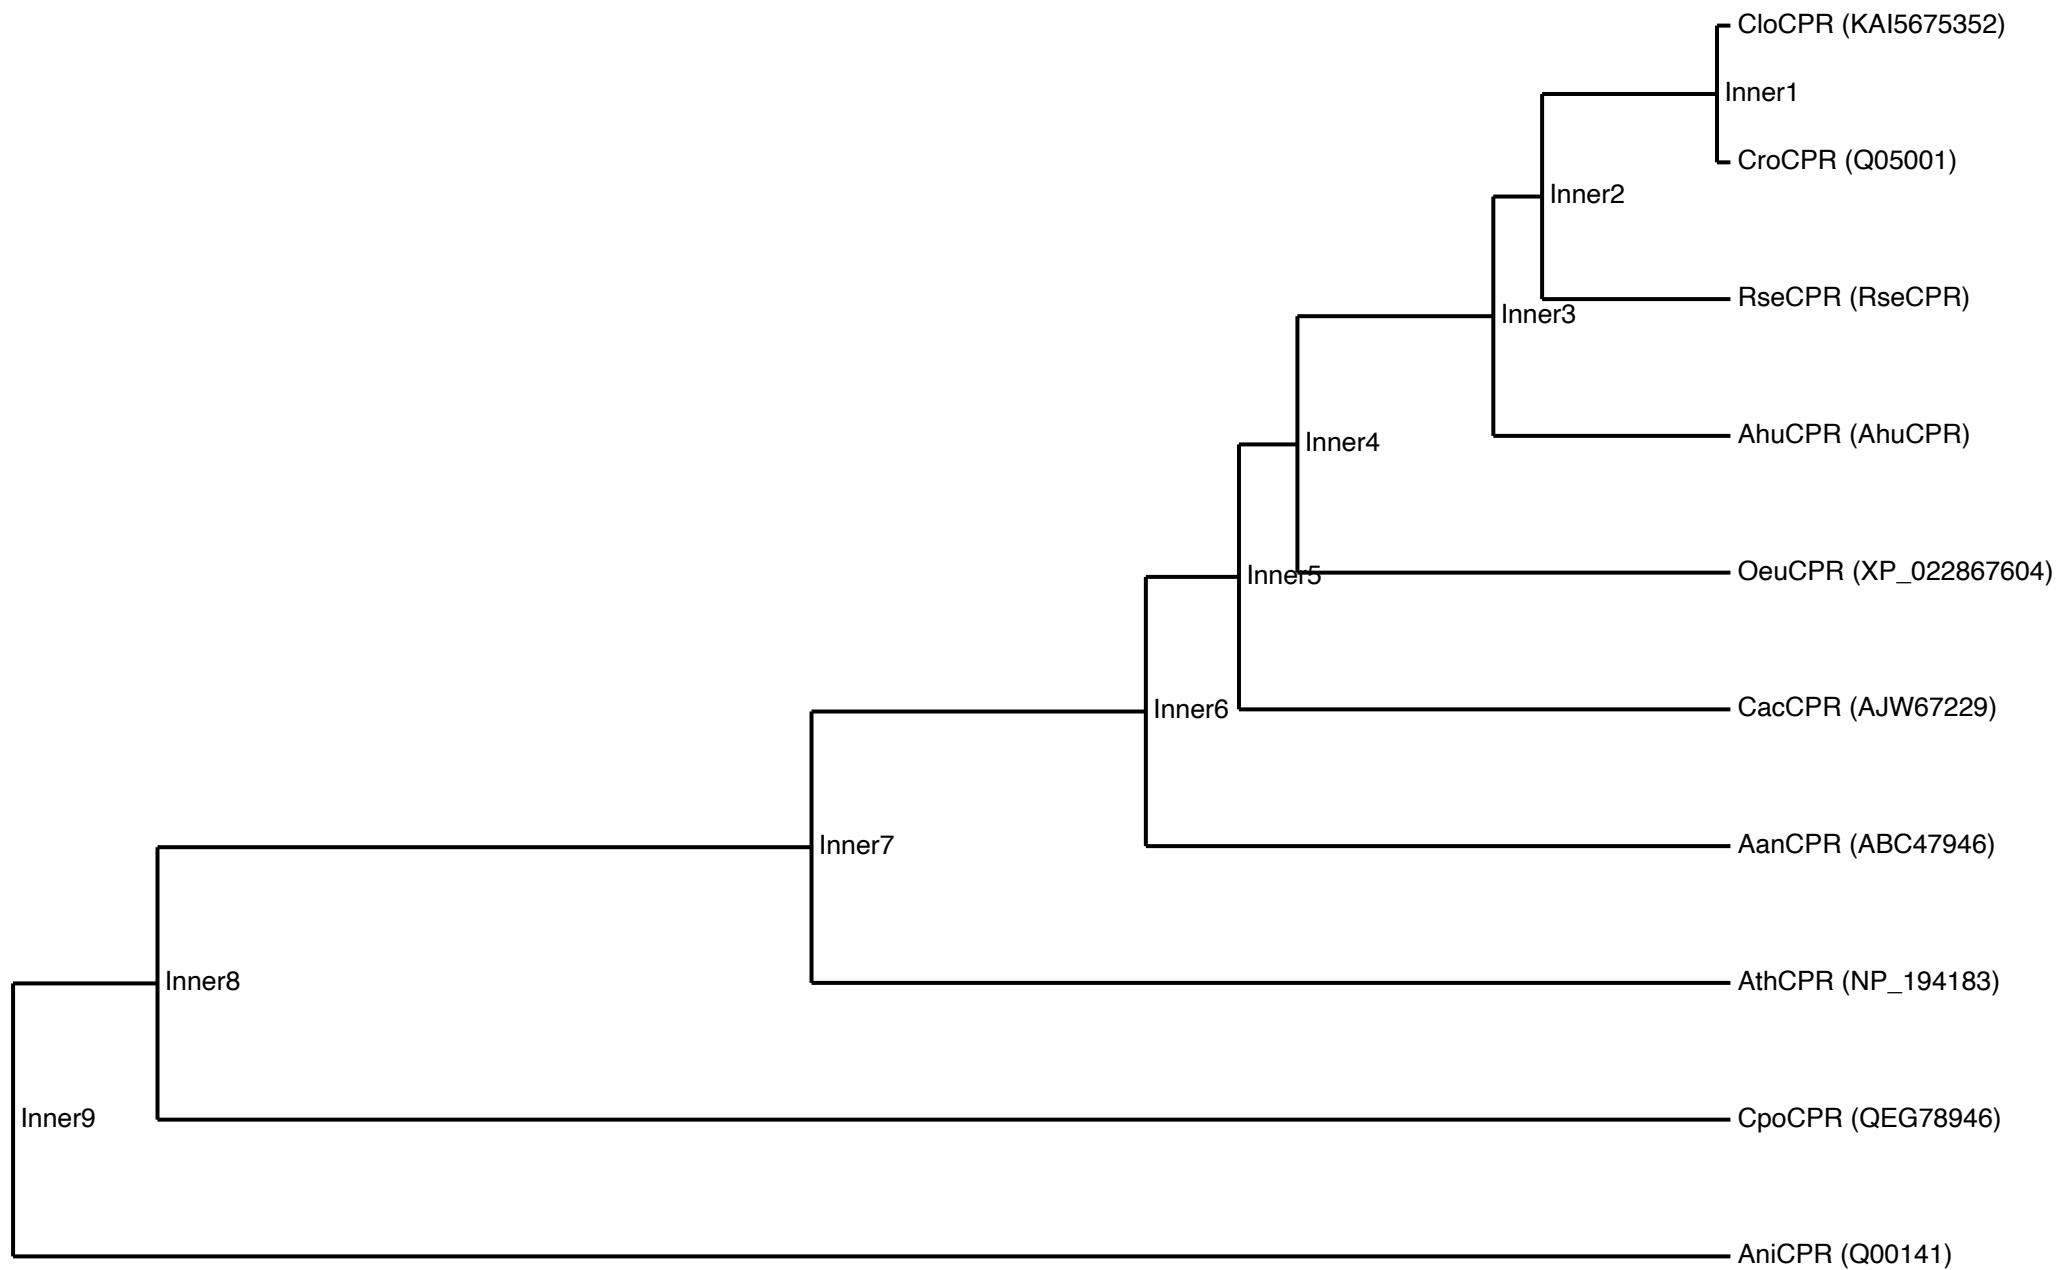 CloCPR (KAI5675352)
Inner1
CroCPR (Q05001)
Inner2
RseCPR (RseCPR)
Inner3
AhuCPR (AhuCPR)
Inner4
OeuCPR (XP_022867604)
Inner5
CacCPR (AJW67229)
Inner6
AanCPR (ABC47946)
Inner7
AthCPR (NP_194183)
Inner8
CpoCPR (QEG78946)
Inner9
AniCPR (Q00141)